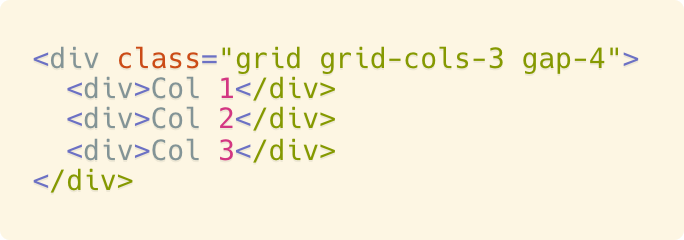 <div class="grid grid-cols-3 gap-4">
  <div>Col 1</div>
  <div>Col 2</div>
  <div>Col 3</div>
</div>